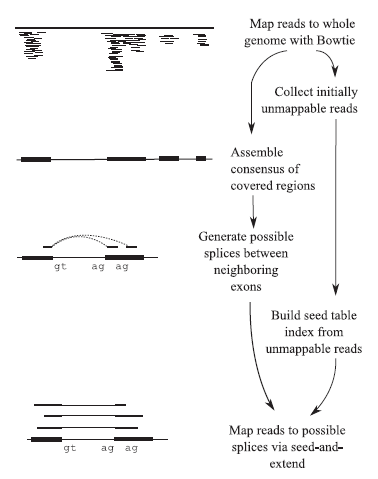 Map reads to whole
genome with Bowtie
Collect initially
unmappable reads
Assemble
consensus of
covered regions
Generate possible
splices between
neighboring
exons
gt ag ag
Build seed table
index from
unmappable reads
Map reads to possible
splices via seed-and-
extend
gt ag ag